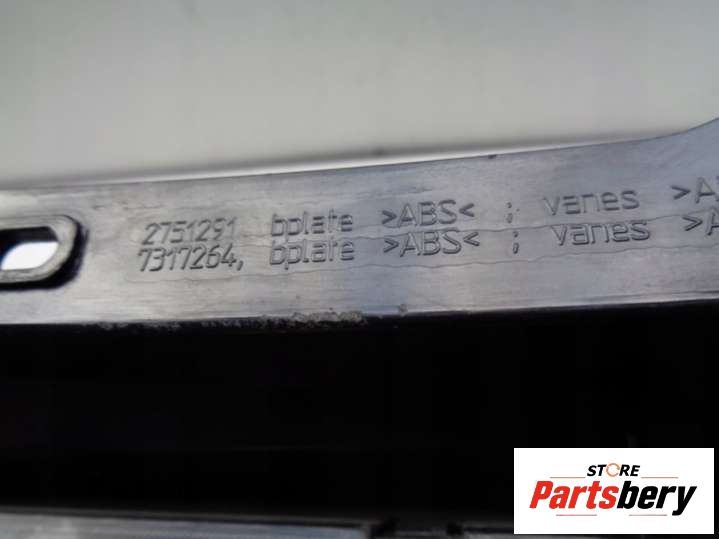 2751291 bplate >ABS< ; vanes >A
7317264, bplate >ABS< ; vanes >A
STORE
Partsbery